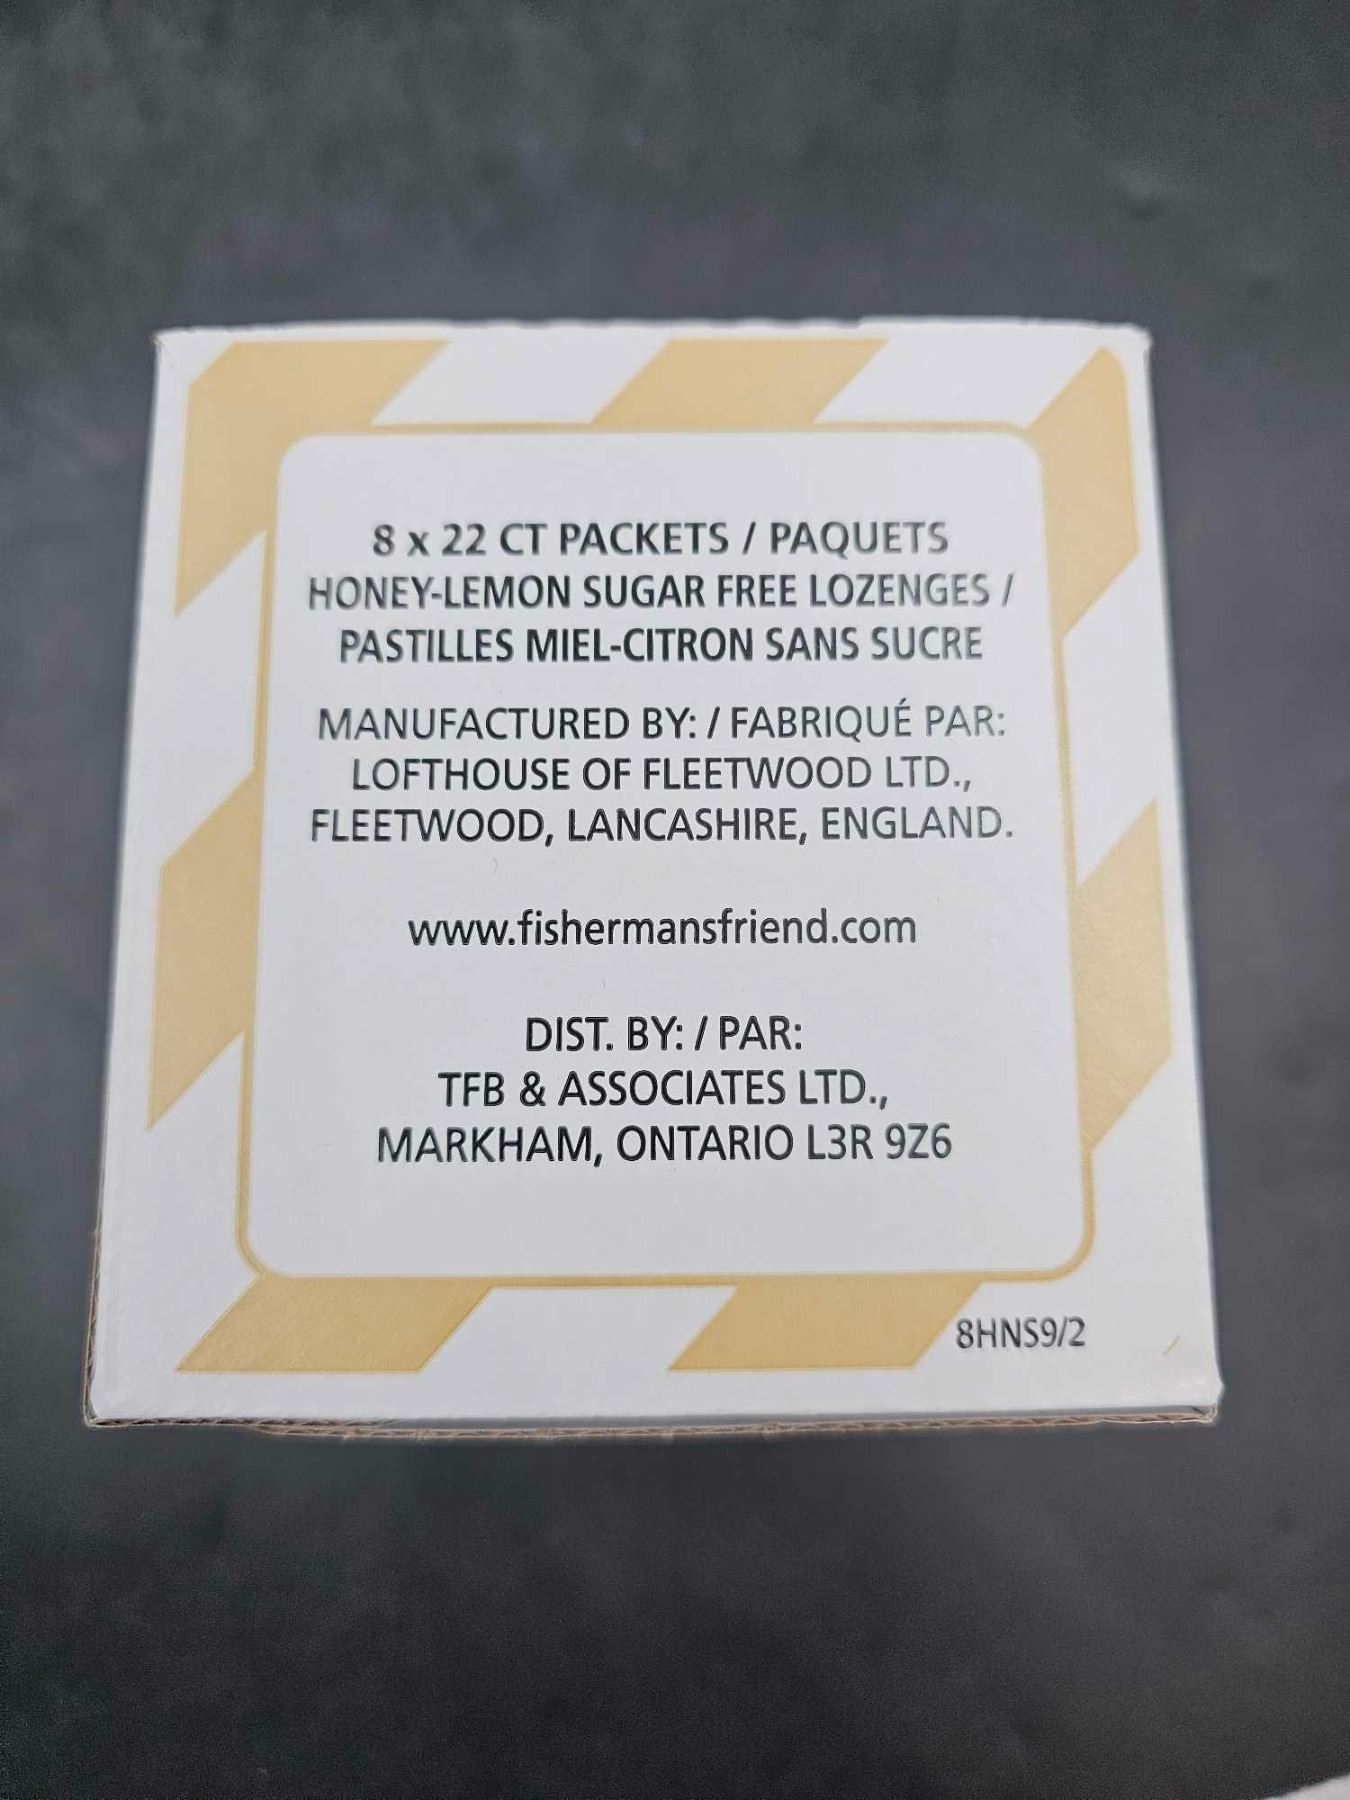 8 x 22 CT PACKETS / PAQUETS
HONEY-LEMON SUGAR FREE LOZENGES /
PASTILLES MIEL-CITRON SANS SUCRE
MANUFACTURED BY: / FABRIQUÉ PAR:
LOFTHOUSE OF FLEETWOOD LTD.,
FLEETWOOD, LANCASHIRE, ENGLAND.
www.fishermansfriend.com
DIST. BY: / PAR:
TFB & ASSOCIATES LTD.,
MARKHAM, ONTARIO L3R 9Z6
8HNS9/2